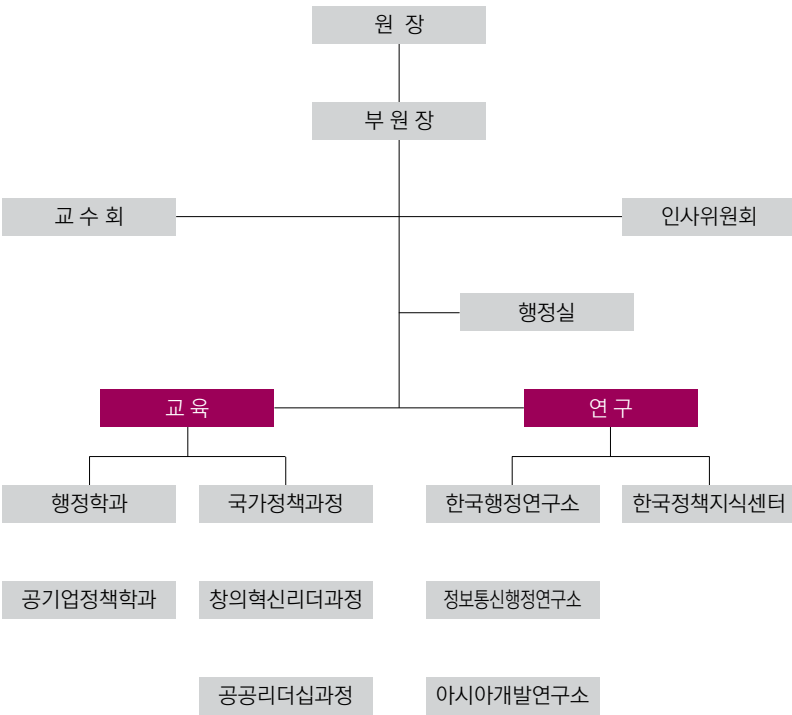 원 장
부 원 장
교 수 회
인사위원회
행정실
교 육
연 구
행정학과
국가정책과정
한국행정연구소
한국정책지식센터
공기업정책학과
창의혁신리더과정
정보통신행정연구소
공공리더십과정
아시아개발연구소